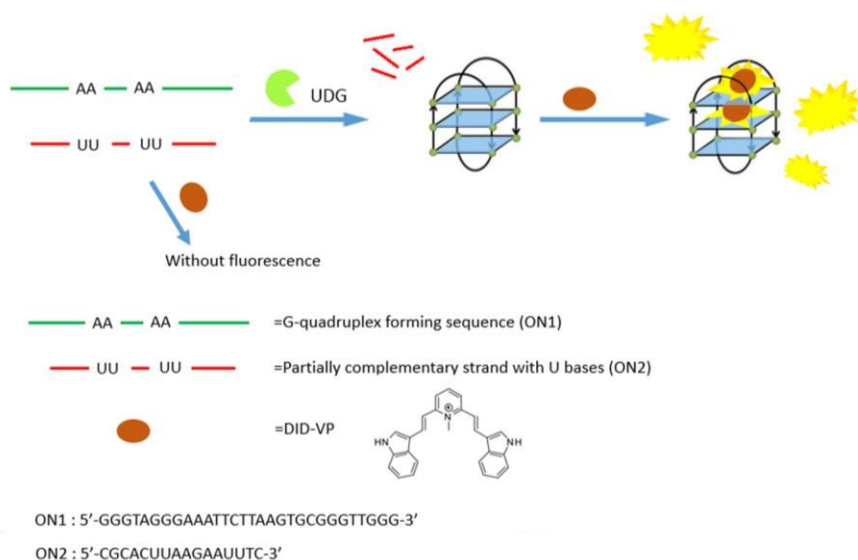 AA AA
UU UU
UDG
Without fluorescence
AA AA =G-quadruplex forming sequence (ON1)
UU UU =Partially complementary strand with U bases (ON2)
=DID-VP
HN N NH
ON1 : 5’-GGGTAGGGAAATTCTTAAGTGCGGGTTGGG-3’
ON2 : 5’-CGCACUUAAGAAUUTC-3’